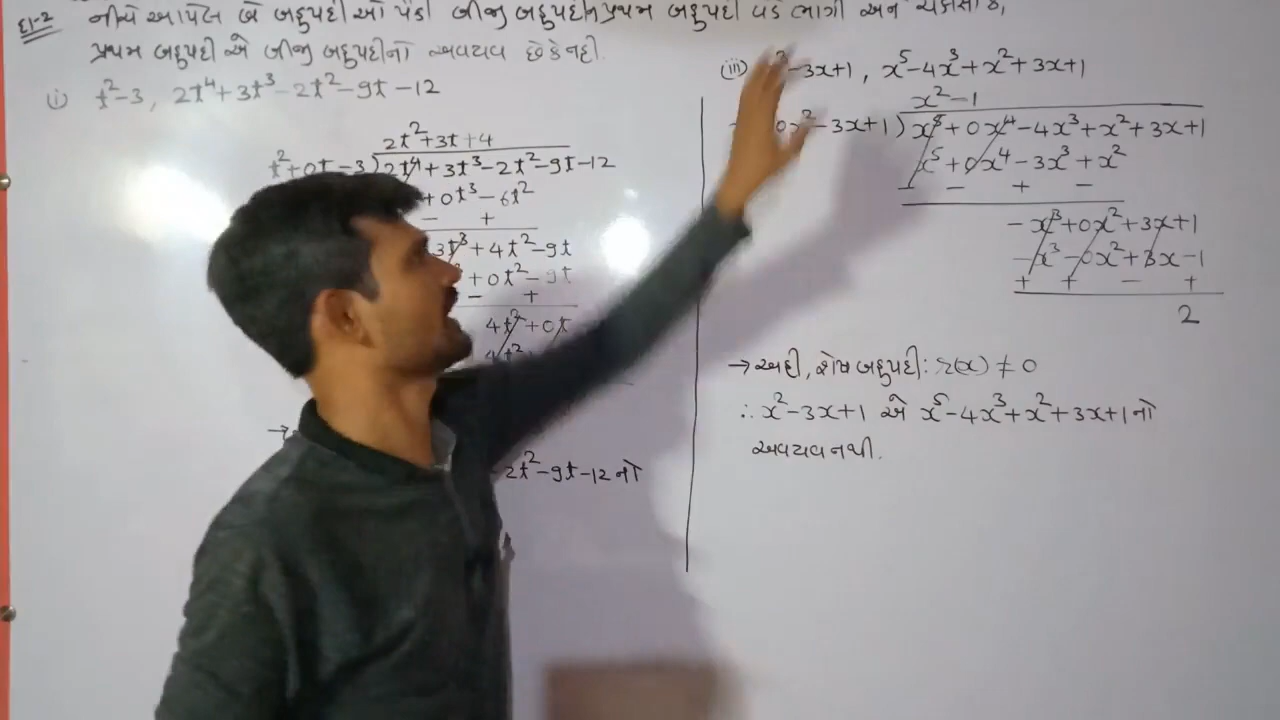 દા-2 નીચે આપેલ બે બહુપદીઓ પૈકી બીજી બહુપદીને પ્રથમ બહુપદી વડે ભાગી અને ચકાસો કે,
પ્રથમ બહુપદી એ બીજી બહુપદીનો અવયવ છે કે નહી.
(i) t²-3, 2t⁴+3t³-2t²-9t-12
2t²+3t+4
t²+0t-3)2t⁴+3t³-2t²-9t-12
+0t³-6t²
- +
3t³+4t²-9t
+0t²-9t
- +
4t²+0t
4t²
→
-2t²-9t-12નો
(iii) -3x+1, x⁵-4x³+x²+3x+1
x²-1
0x²-3x+1)x⁵+0x⁴-4x³+x²+3x+1
x⁵+0x⁴-3x³+x²
- - + -
-x³+0x²+3x+1
-x³-0x²+3x-1
+ + - +
2
→અહી, શેષ બહુપદી: r(x) ≠ 0
∴ x²-3x+1 એ x⁵-4x³+x²+3x+1નો
અવયવ નથી.